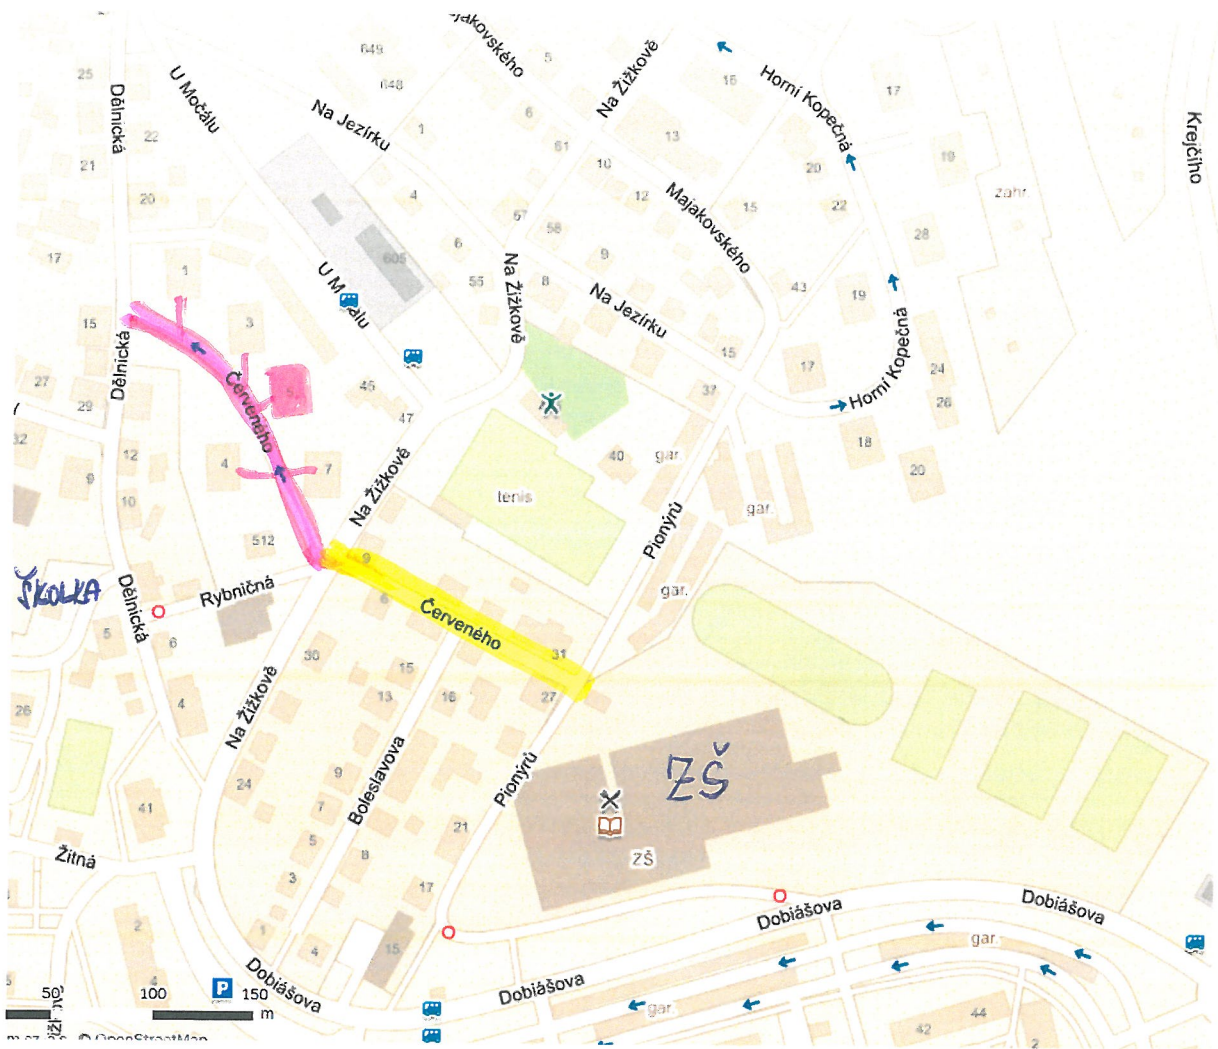 Majakovského
649
648
5
Na Žižkově
16
Horní Kopečná
17
25
Dělnická
U Močálu
Na Jezírku
1
6
13
Krejčího
22
61
21
10
20
19
20
4
12
Majakovského
15
22
zahr.
67
58
6
28
17
1
605
9
U Močálu
55
Na Žižkově
8
43
19
Na Jezírku
Horní Kopečná
15
3
15
Dělnická
17
24
27
Červeného
5
45
37
26
29
47
32
40
gar.
18
12
4
7
20
9
Na Žižkově
tenis
10
gar.
Pionýrů
512
9
ŠKOLKA
Dělnická
Rybničná
gar.
6
Červeného
5
6
30
31
15
Na Žižkově
13
16
27
4
26
ZŠ
Boleslavova
9
Pionýrů
24
41
7
21
5
8
ZŠ
Žitná
3
17
Dobiášova
Dobiášova
2
1
4
15
gar.
Dobiášova
Dobiášova
4
P
50
100
150
m
gar.
44
42
2
© OpenStreetMap